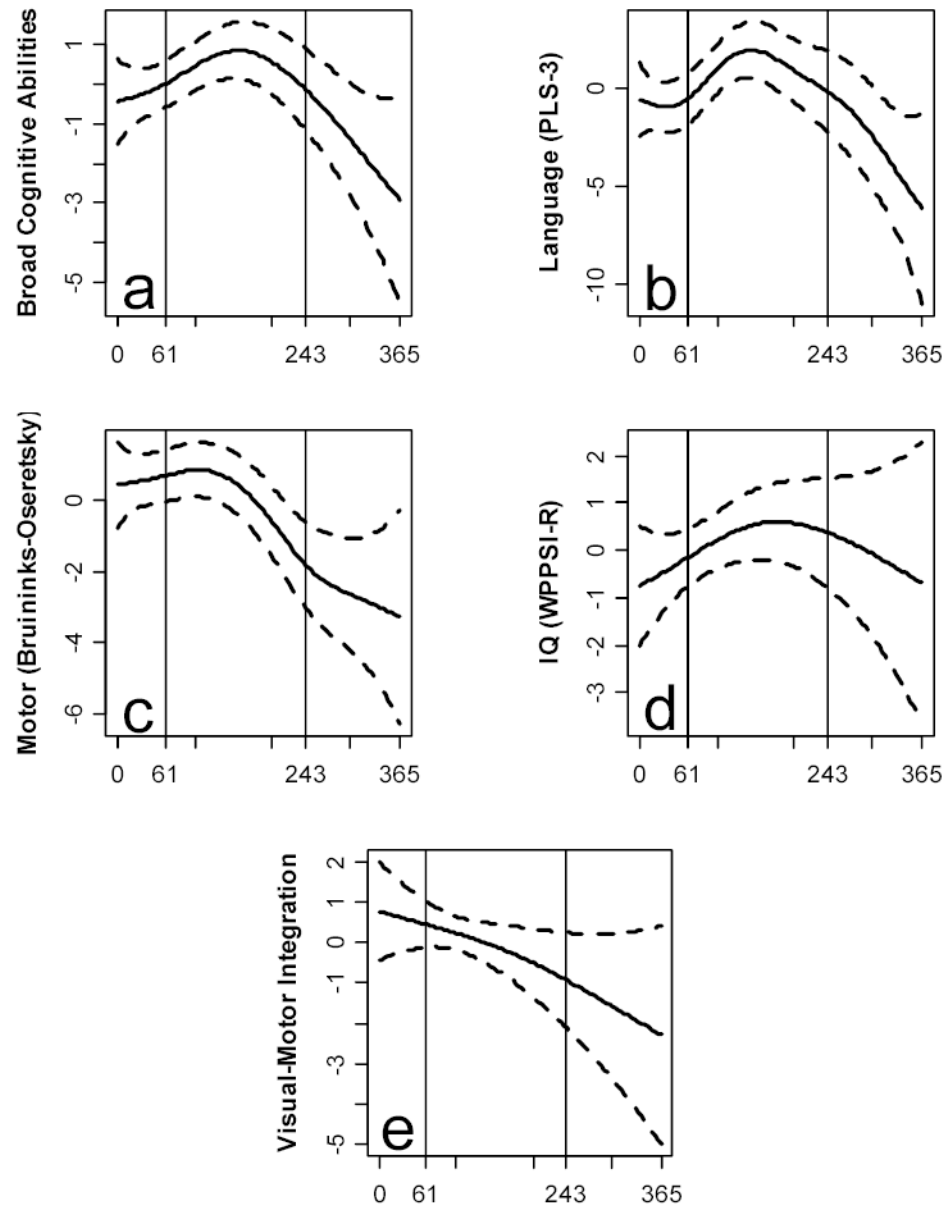 Broad Cognitive Abilities
1
-1
-3
-5
a
0 61 243 365
Language (PLS-3)
0
-5
-10
b
0 61 243 365
Motor (Bruininks-Oseretsky)
0
-2
-4
-6
c
0 61 243 365
IQ (WPPSI-R)
2
1
0
-1
-2
-3
d
0 61 243 365
Visual-Motor Integration
2
1
0
-1
-3
-5
e
0 61 243 365